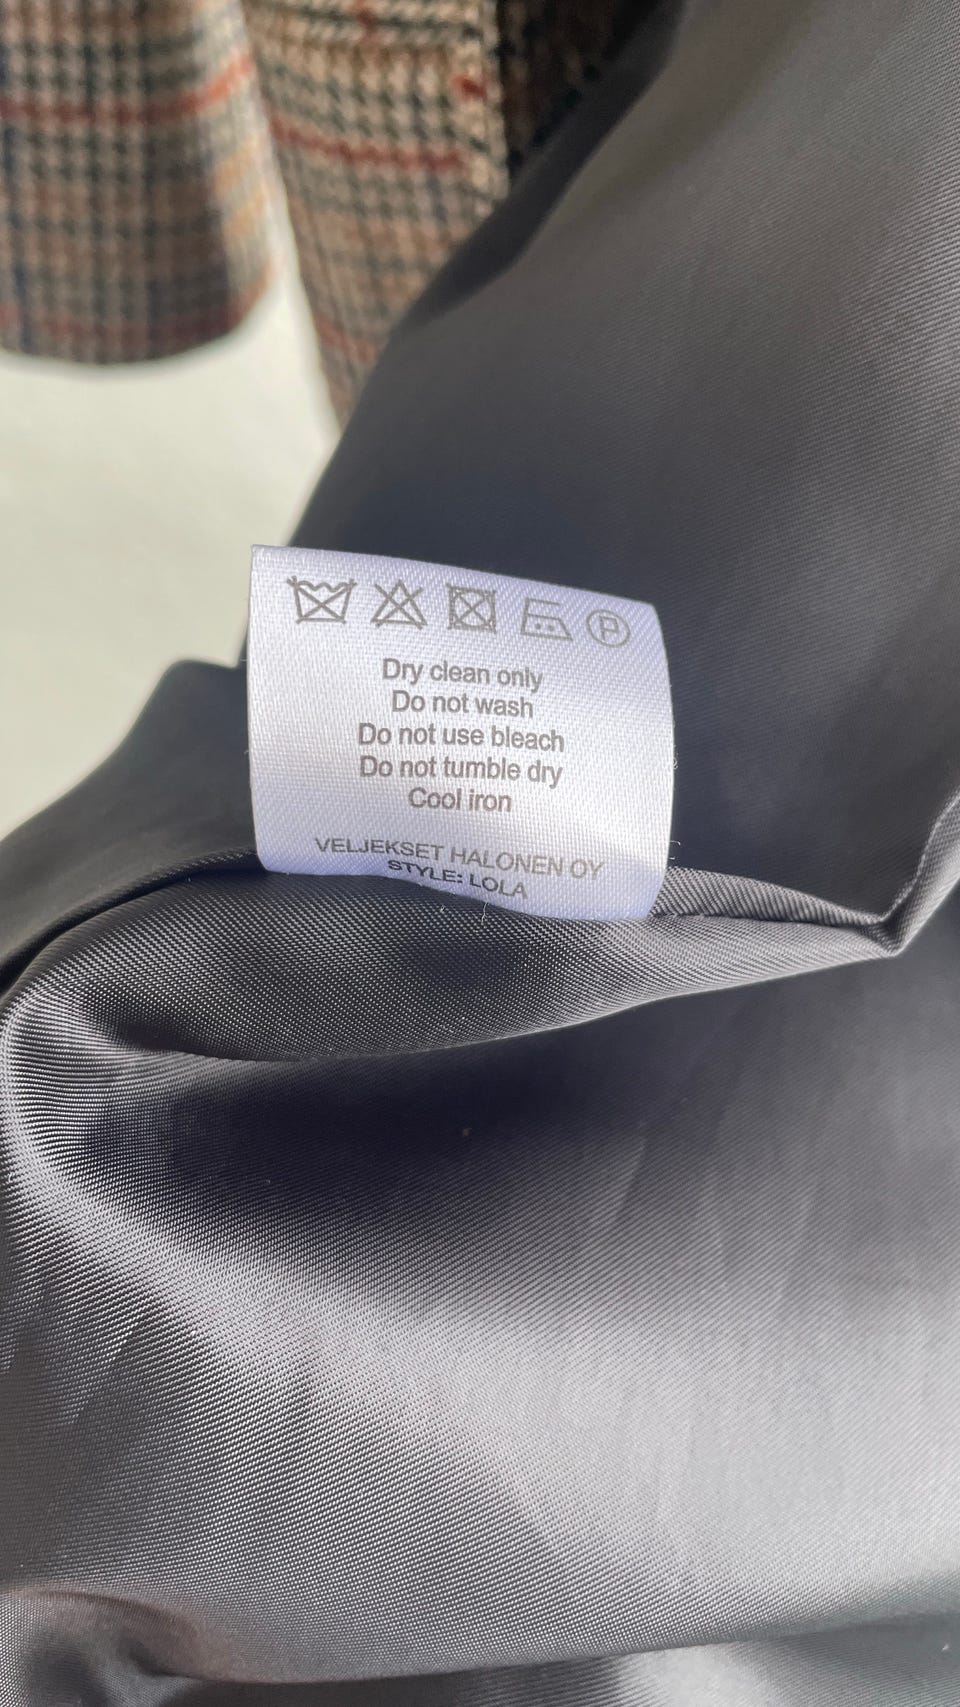 P
Dry clean only
Do not wash
Do not use bleach
Do not tumble dry
Cool iron
VELJEKSET HALONEN OY
STYLE: LOLA